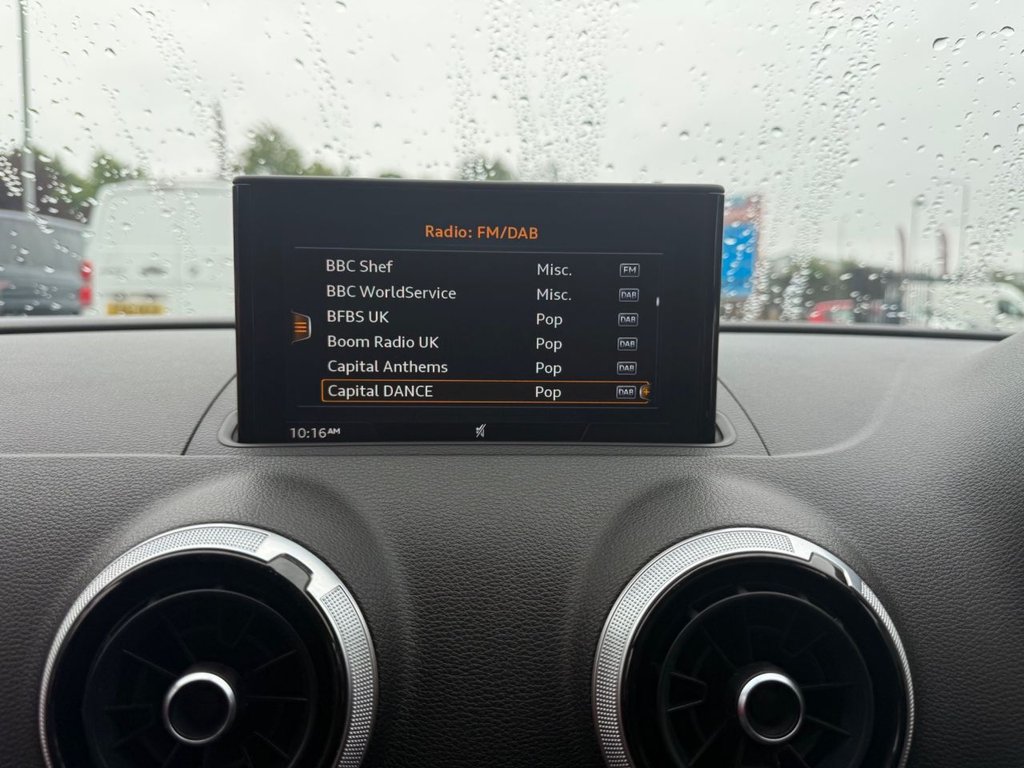 Radio: FM/DAB
BBC Shef Misc. FM
BBC WorldService Misc. DAB
BFBS UK Pop DAB
Boom Radio UK Pop DAB
Capital Anthems Pop DAB
Capital DANCE Pop DAB
10:16AM